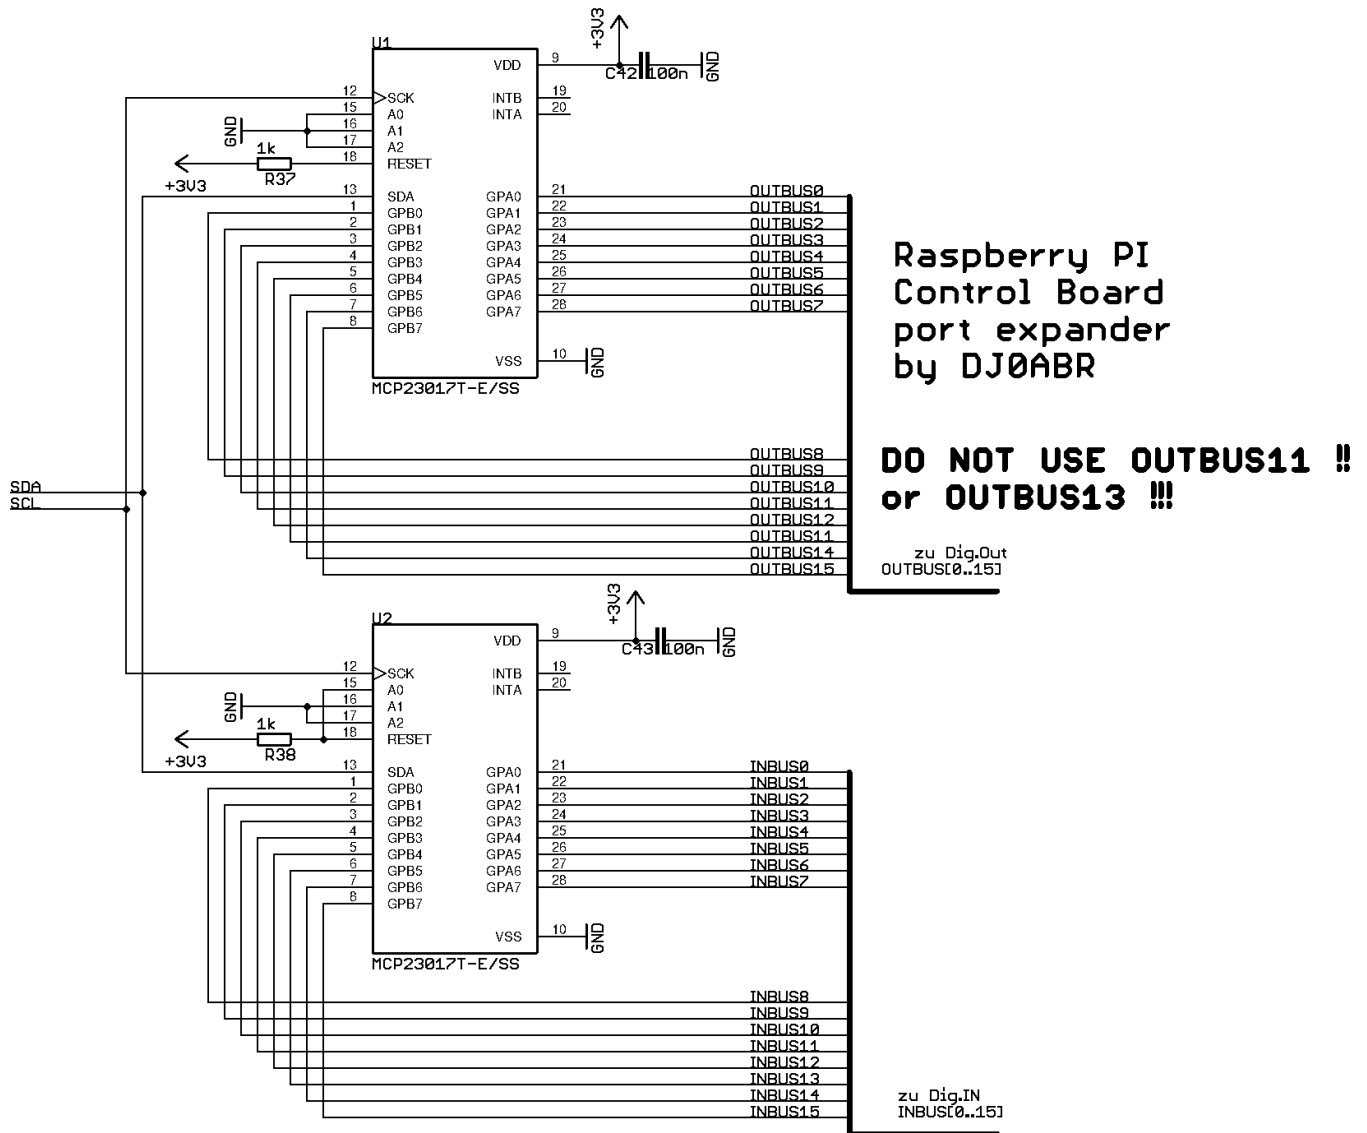 +3V3
U1
VDD 9
C42 100n
GND
12 SCK INTB 19
15 A0 INTA 20
GND
16 A1
17 A2
1k
18 RESET
+3V3
R37
13 SDA GPA0 21 OUTBUS0
1 GPB0 GPA1 22 OUTBUS1
2 GPB1 GPA2 23 OUTBUS2
3 GPB2 GPA3 24 OUTBUS3
4 GPB3 GPA4 25 OUTBUS4
5 GPB4 GPA5 26 OUTBUS5
6 GPB5 GPA6 27 OUTBUS6
7 GPB6 GPA7 28 OUTBUS7
8 GPB7
VSS 10 GND
MCP23017T-E/SS
Raspberry PI
Control Board
port expander
by DJ0ABR
DO NOT USE OUTBUS11 !!
or OUTBUS13 !!!
OUTBUS8
OUTBUS9
OUTBUS10
OUTBUS11
OUTBUS12
OUTBUS11
OUTBUS14
OUTBUS15
SDA
SCL
zu Dig.Out
OUTBUS[0..15]
+3V3
U2
VDD 9
C43 100n
GND
12 SCK INTB 19
15 A0 INTA 20
GND
16 A1
17 A2
1k
18 RESET
+3V3
R38
13 SDA GPA0 21 INBUS0
1 GPB0 GPA1 22 INBUS1
2 GPB1 GPA2 23 INBUS2
3 GPB2 GPA3 24 INBUS3
4 GPB3 GPA4 25 INBUS4
5 GPB4 GPA5 26 INBUS5
6 GPB5 GPA6 27 INBUS6
7 GPB6 GPA7 28 INBUS7
8 GPB7
VSS 10 GND
MCP23017T-E/SS
INBUS8
INBUS9
INBUS10
INBUS11
INBUS12
INBUS13
INBUS14
INBUS15
zu Dig.IN
INBUS[0..15]